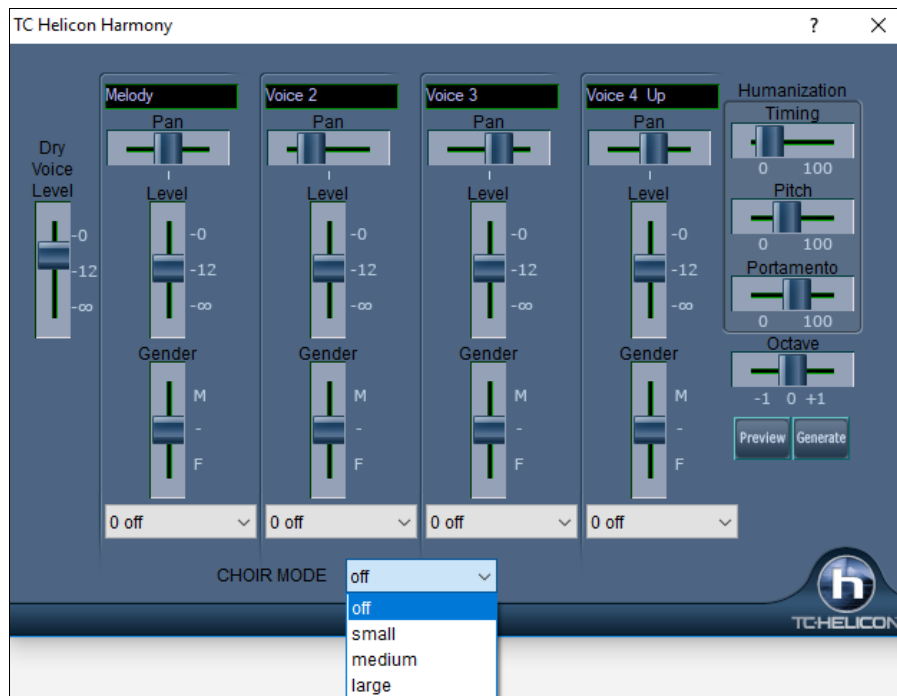 TC Helicon Harmony
?
Dry
Voice
Level
-0
-12
-∞
Melody
Pan
Level
-0
-12
-∞
Gender
M
-
F
0 off
Voice 2
Pan
Level
-0
-12
-∞
Gender
M
-
F
0 off
Voice 3
Pan
Level
-0
-12
-∞
Gender
M
-
F
0 off
Voice 4 Up
Pan
Level
-0
-12
-∞
Gender
M
-
F
0 off
Humanization
Timing
0 100
Pitch
0 100
Portamento
0 100
Octave
-1 0 +1
Preview Generate
CHOIR MODE off
off
small
medium
large
h
TC·HELICON